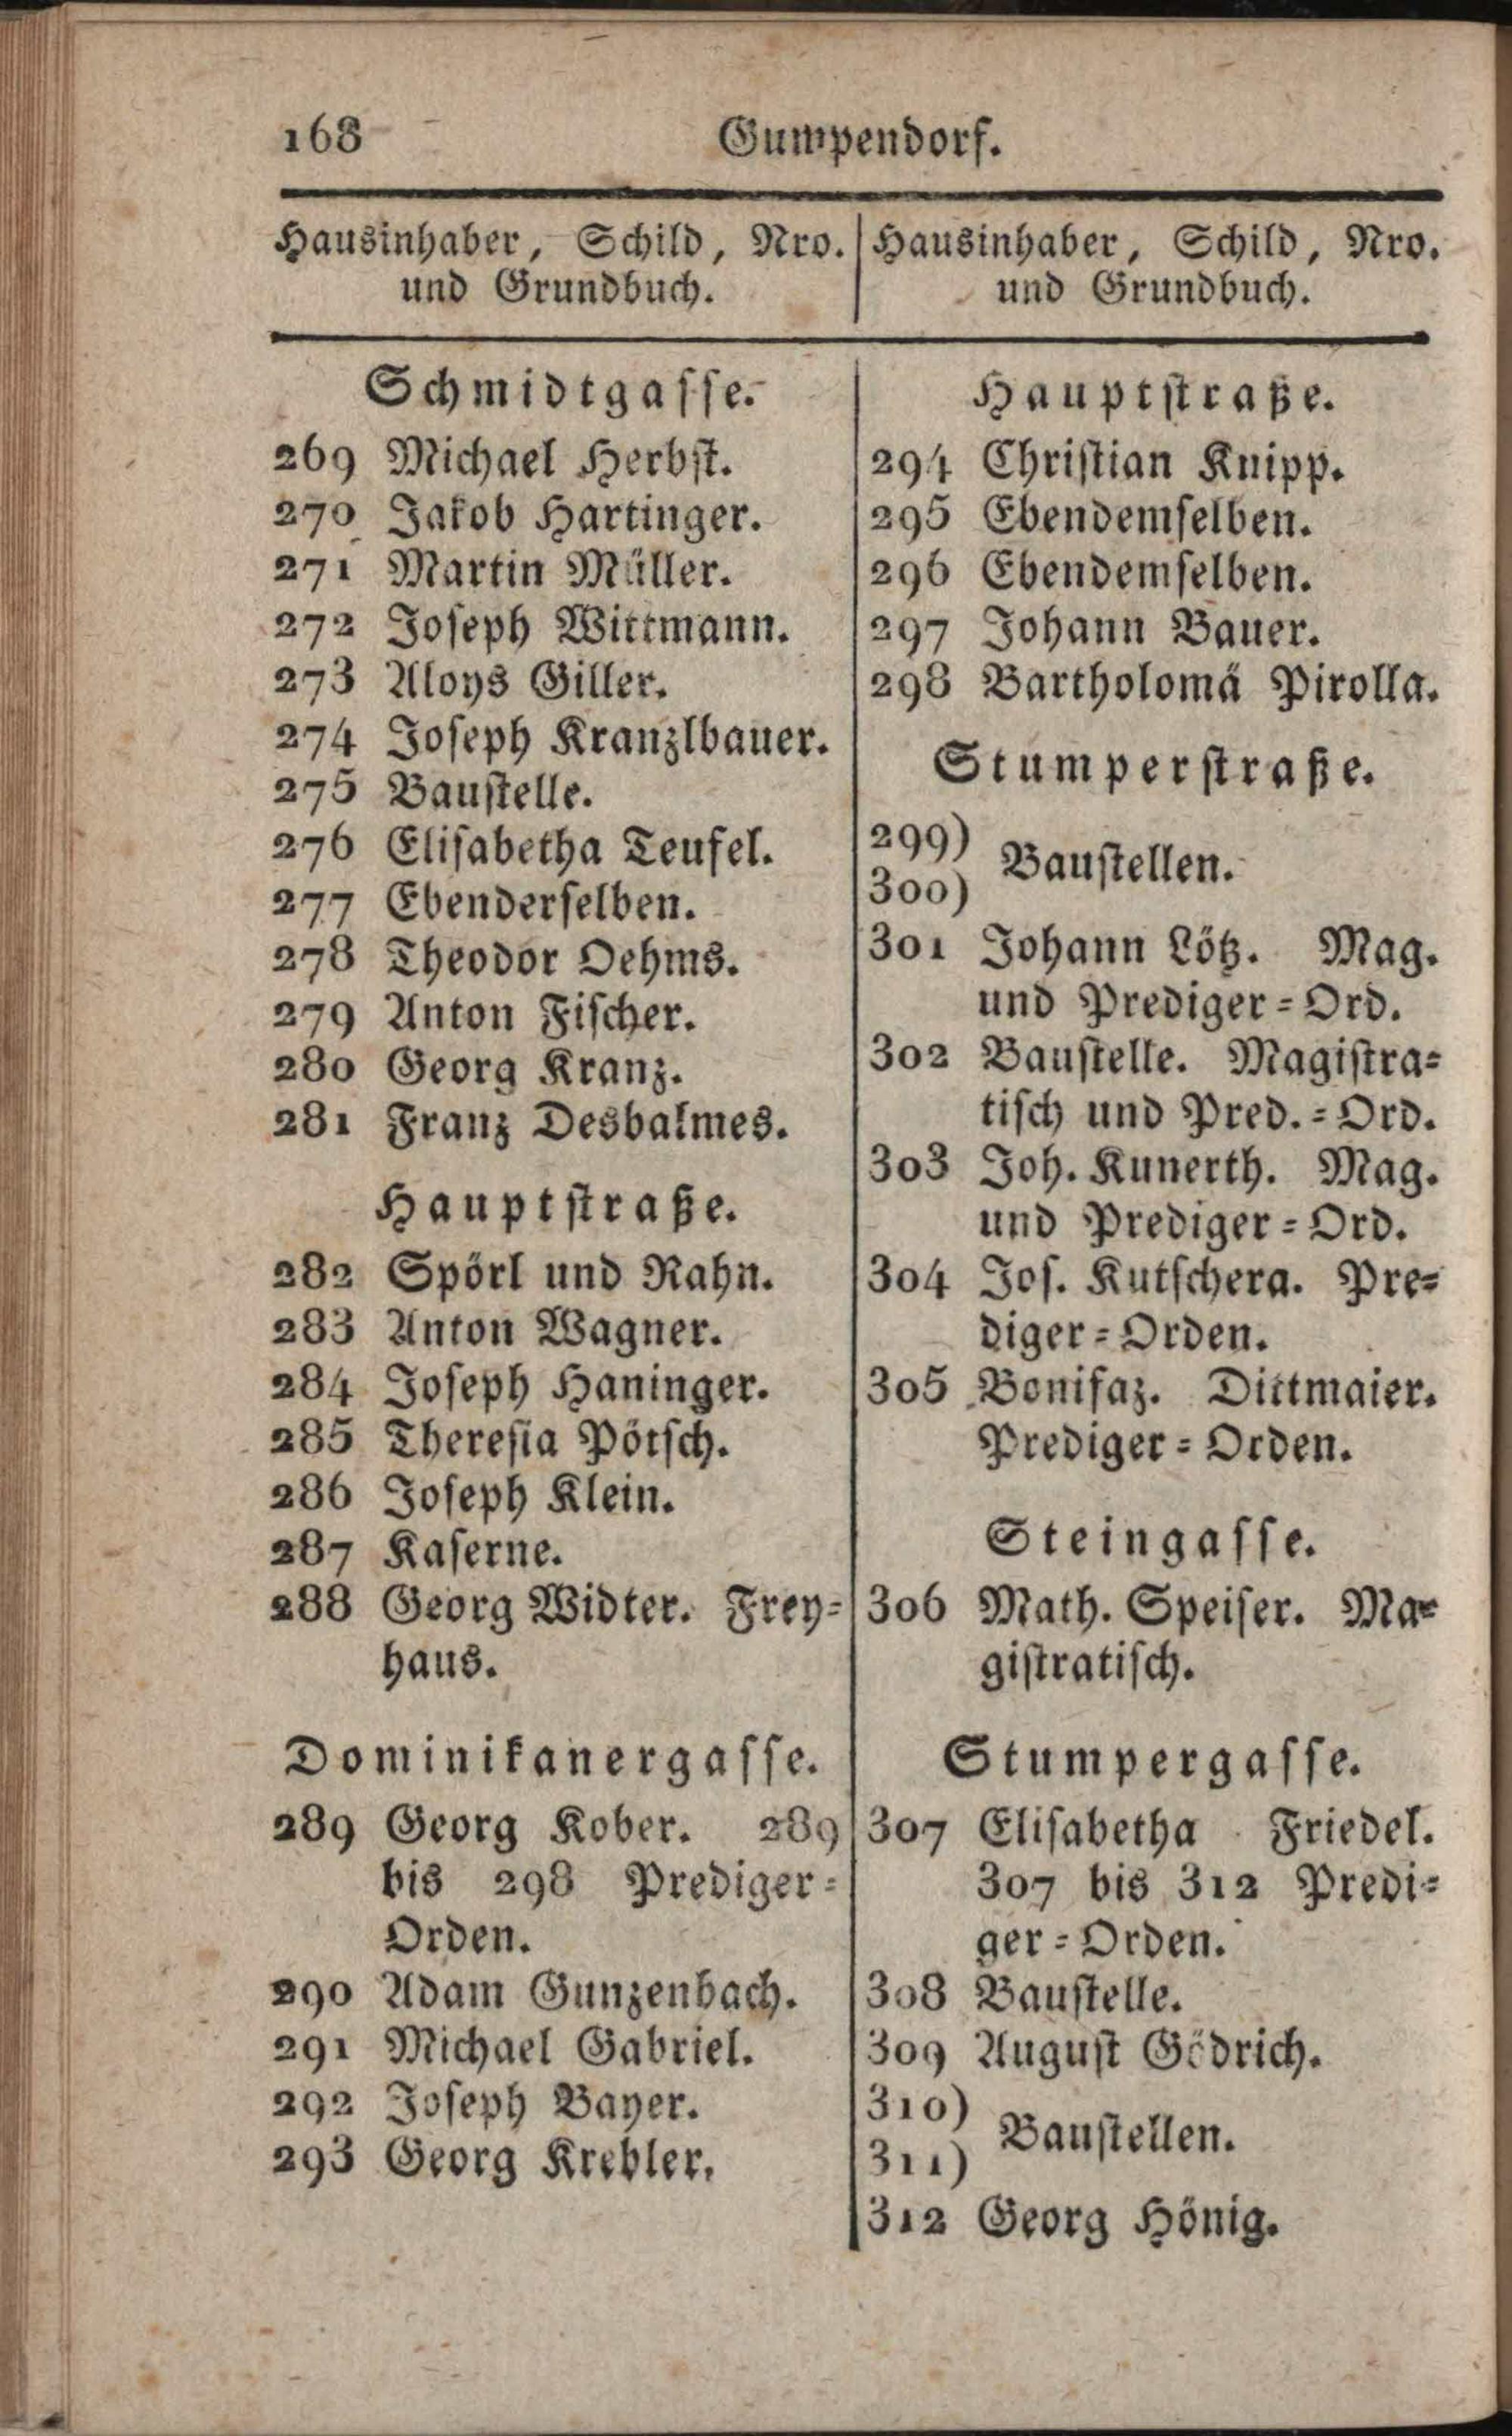 168 Gumpendorf.
Hausinhaber, Schild, Nro.
und Grundbuch.
Schmidtgasse.
269 Michael Herbst.
270 Jakob Hartinger.
271 Martin Müller.
272 Joseph Wittmann.
273 Aloys Giller.
274 Joseph Kranzlbauer.
275 Baustelle.
276 Elisabetha Teufel.
277 Ebenderselben.
278 Theodor Oehms.
279 Anton Fischer.
280 Georg Kranz.
281 Franz Desbalmes.
Hauptstraße.
282 Spörl und Rahn.
283 Anton Wagner.
284 Joseph Haninger.
285 Theresia Pötsch.
286 Joseph Klein.
287 Kaserne.
288 Georg Widter. Frey-
haus.
Dominikanergasse.
289 Georg Kober. 289
bis 298 Prediger-
Orden.
290 Adam Gunzenbach.
291 Michael Gabriel.
292 Joseph Bayer.
293 Georg Krebler.
Hausinhaber, Schild, Nro.
und Grundbuch.
Hauptstraße.
294 Christian Knipp.
295 Ebendemselben.
296 Ebendemselben.
297 Johann Bauer.
298 Bartholomä Pirolla.
Stumperstraße.
299)
Baustellen.
300)
301 Johann Lötz. Mag.
und Prediger-Ord.
302 Baustelle. Magistra-
tisch und Pred.-Ord.
303 Joh. Kunerth. Mag.
und Prediger-Ord.
304 Jos. Kutschera. Pre-
diger-Orden.
305 Bonifaz. Dittmaier.
Prediger-Orden.
Steingasse.
306 Math. Speiser. Ma-
gistratisch.
Stumpergasse.
307 Elisabetha Friedel.
307 bis 312 Predi-
ger-Orden.
308 Baustelle.
309 August Gödrich.
310)
Baustellen.
311)
312 Georg Hönig.